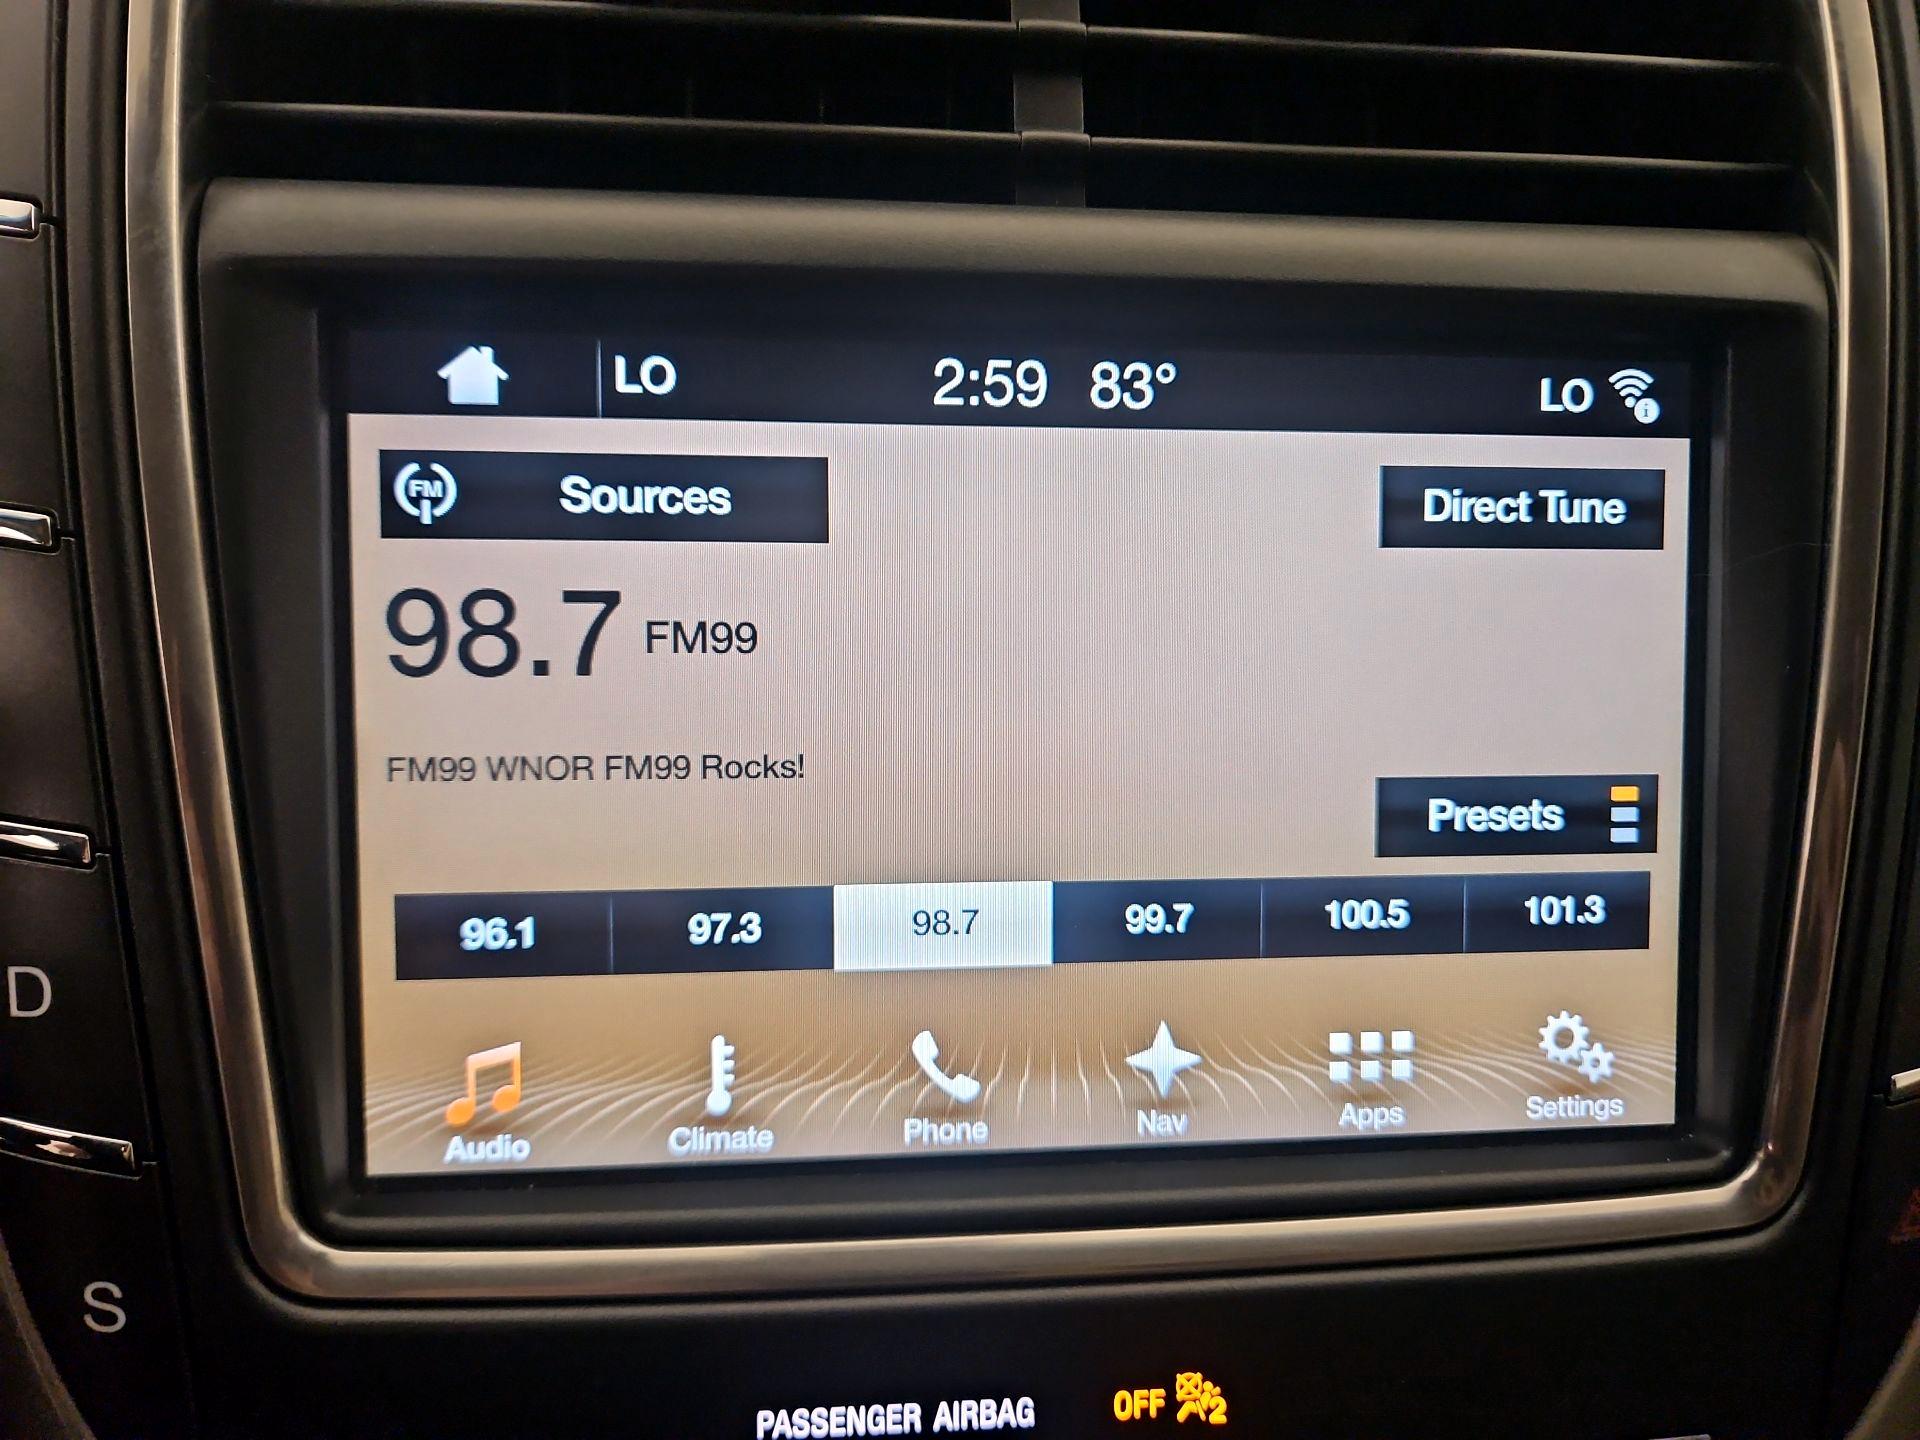 LO 2:59 83° LO
FM Sources Direct Tune
98.7 FM99
FM99 WNOR FM99 Rocks!
Presets
96.1 97.3 98.7 99.7 100.5 101.3
Audio Climate Phone Nav Apps Settings
D
S
PASSENGER AIRBAG OFF 2